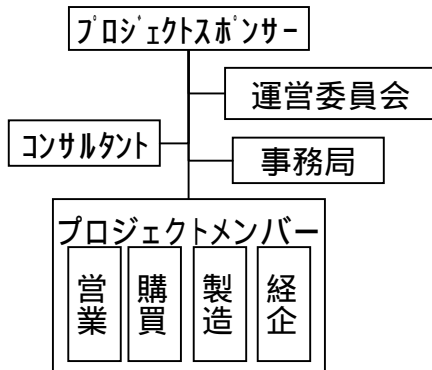 プロジェクトスポンサー
運営委員会
コンサルタント
事務局
プロジェクトメンバー
営業
購買
製造
経企